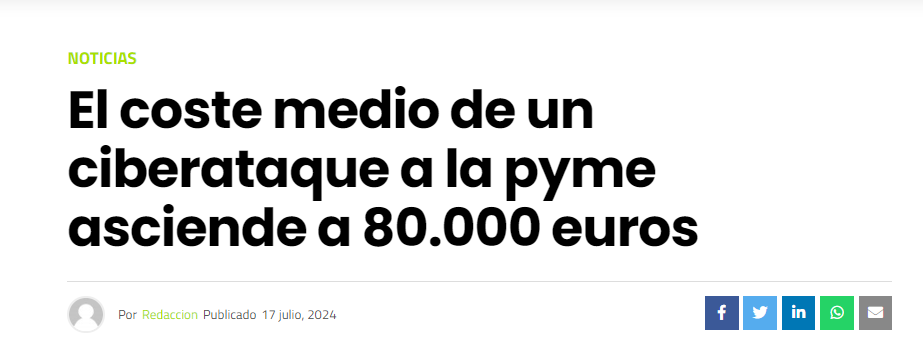 NOTICIAS
El coste medio de un
ciberataque a la pyme
asciende a 80.000 euros
Por Redaccion Publicado 17 julio, 2024